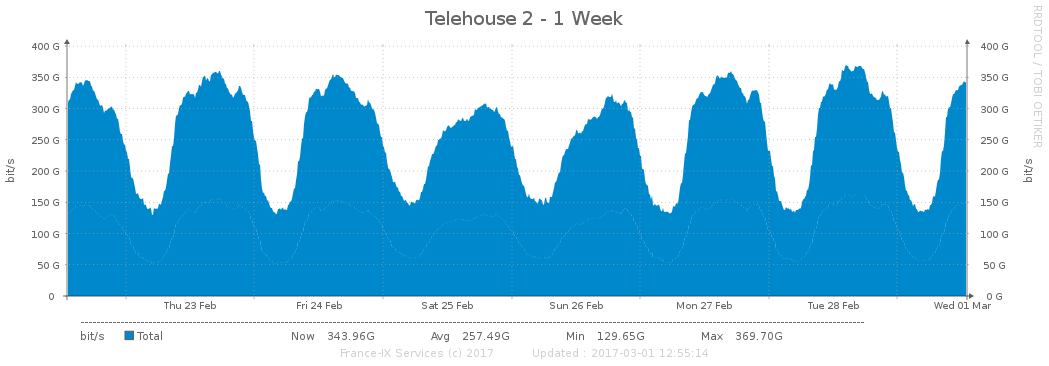 Telehouse 2 - 1 Week
RRDTOOL / TOBI OETIKER
400 G 400 G
350 G 350 G
300 G 300 G
250 G 250 G
200 G 200 G
150 G 150 G
100 G 100 G
50 G 50 G
0 0 G
bit/s bit/s
Thu 23 Feb Fri 24 Feb Sat 25 Feb Sun 26 Feb Mon 27 Feb Tue 28 Feb Wed 01 Mar
bit/s Total Now 343.96G Avg 257.49G Min 129.65G Max 369.70G
France-IX Services (c) 2017 Updated : 2017-03-01 12:55:14